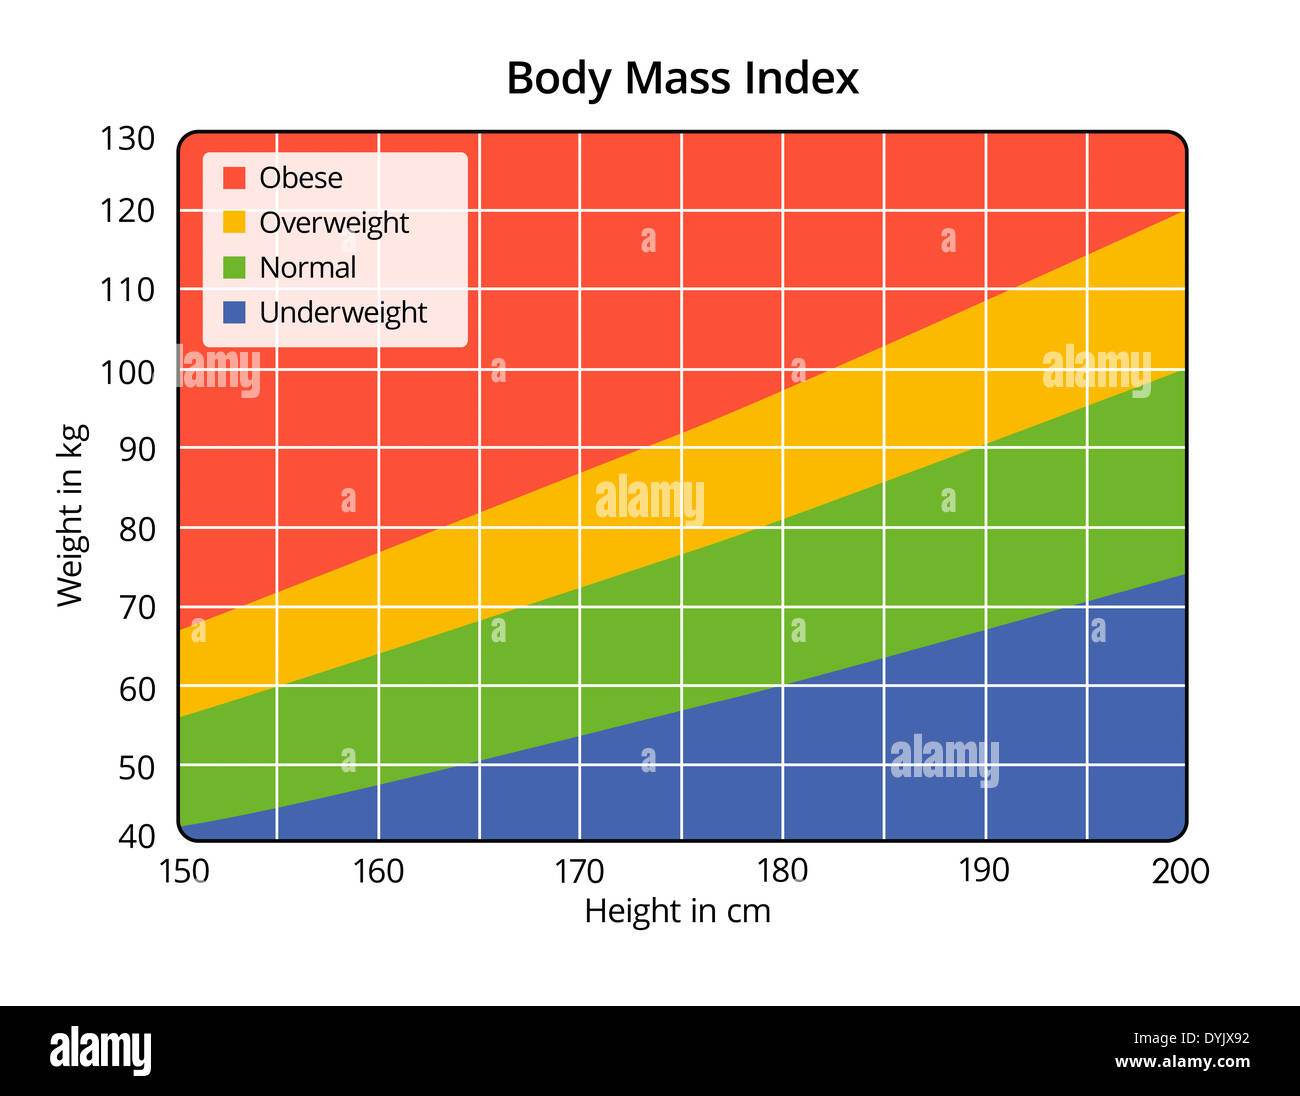 Body Mass Index
130
120
110
100
90
80
70
60
50
40
Weight in kg
Obese
Overweight
Normal
Underweight
150 160 170 180 190 200
Height in cm
a a a
alamy a a alamy
a alamy a
a a a a
a a alamy
alamy
Image ID: DYJX92
www.alamy.com